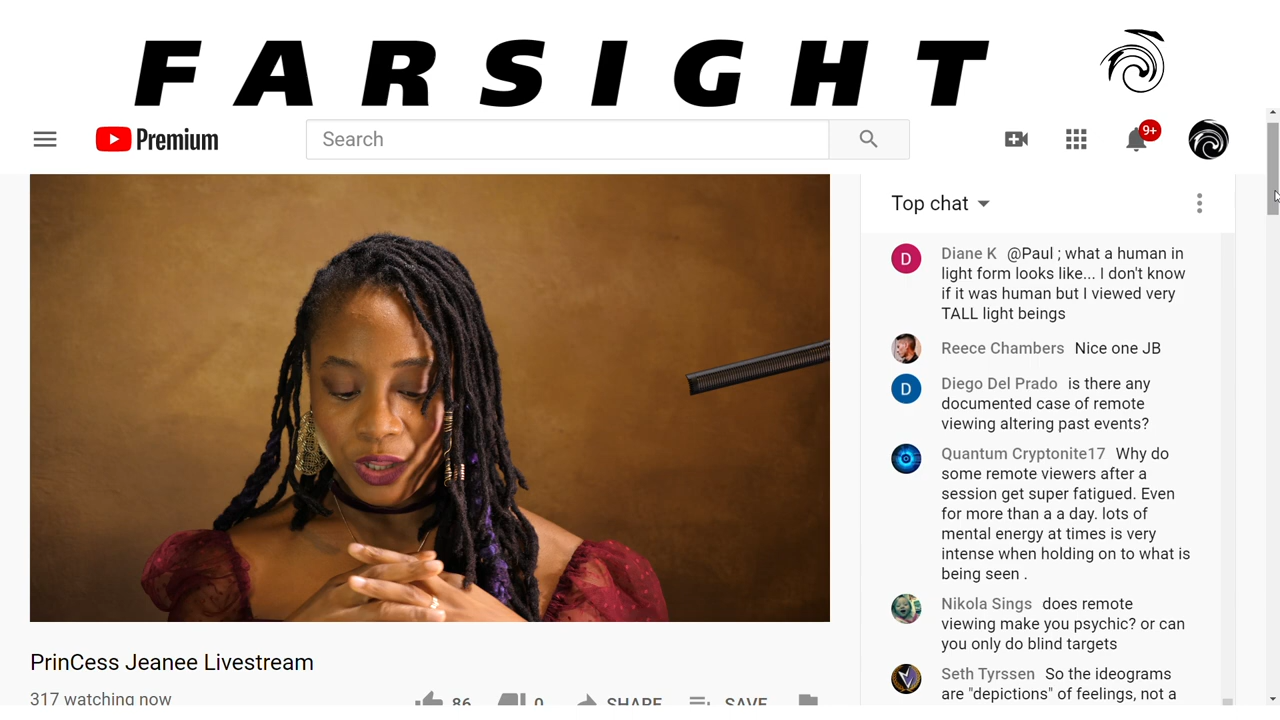 FARSIGHT
Premium
Search
9+
Top chat
D Diane K @Paul ; what a human in
light form looks like... I don't know
if it was human but I viewed very
TALL light beings
Reece Chambers Nice one JB
D Diego Del Prado is there any
documented case of remote
viewing altering past events?
Quantum Cryptonite17 Why do
some remote viewers after a
session get super fatigued. Even
for more than a a day. lots of
mental energy at times is very
intense when holding on to what is
being seen .
Nikola Sings does remote
viewing make you psychic? or can
you only do blind targets
Seth Tyrssen So the ideograms
are "depictions" of feelings, not a
PrinCess Jeanee Livestream
317 watching now
86 0 SHARE SAVE